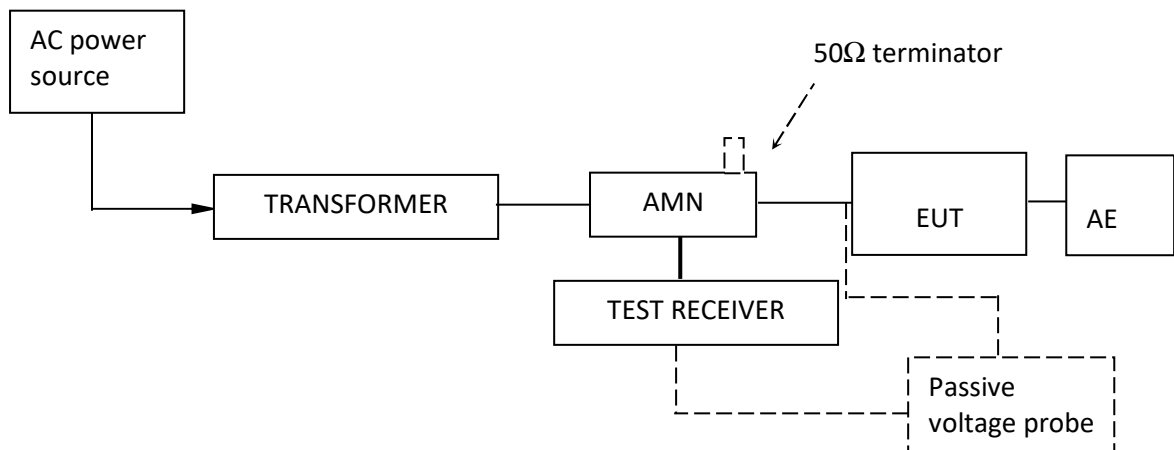 AC power
source
50Ω terminator
TRANSFORMER
AMN
EUT
AE
TEST RECEIVER
Passive
voltage probe